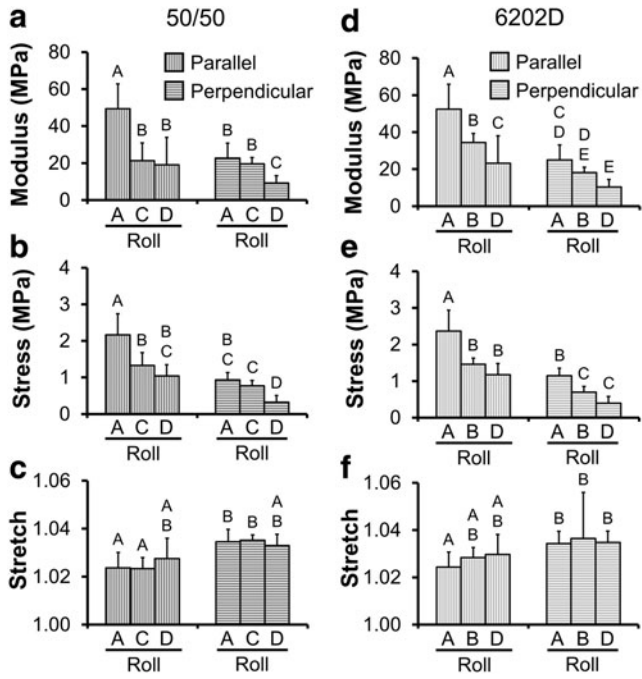 a 50/50
Modulus (MPa)
80
60
40
20
0
Parallel
Perpendicular
A
B
B
A
B
C
A C D A C D
Roll Roll
b
Stress (MPa)
4
3
2
1
0
A
B
B
C
B
C
C
D
A C D A C D
Roll Roll
c
Stretch
1.06
1.04
1.02
1.00
A
A
A
B
B
B
A
B
A C D A C D
Roll Roll
d 6202D
Modulus (MPa)
80
60
40
20
0
Parallel
Perpendicular
A
B
C
C
D
D
E
E
A B D A B D
Roll Roll
e
Stress (MPa)
4
3
2
1
0
A
B
B
B
C
C
A B D A B D
Roll Roll
f
Stretch
1.06
1.04
1.02
1.00
A
A
B
A
B
B
B
B
A B D A B D
Roll Roll